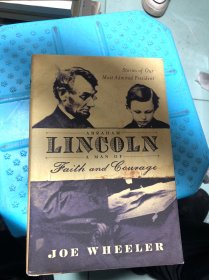 Stories of Our
Most Admired President
ABRAHAM
LINCOLN
A MAN OF
Faith and Courage
JOE WHEELER